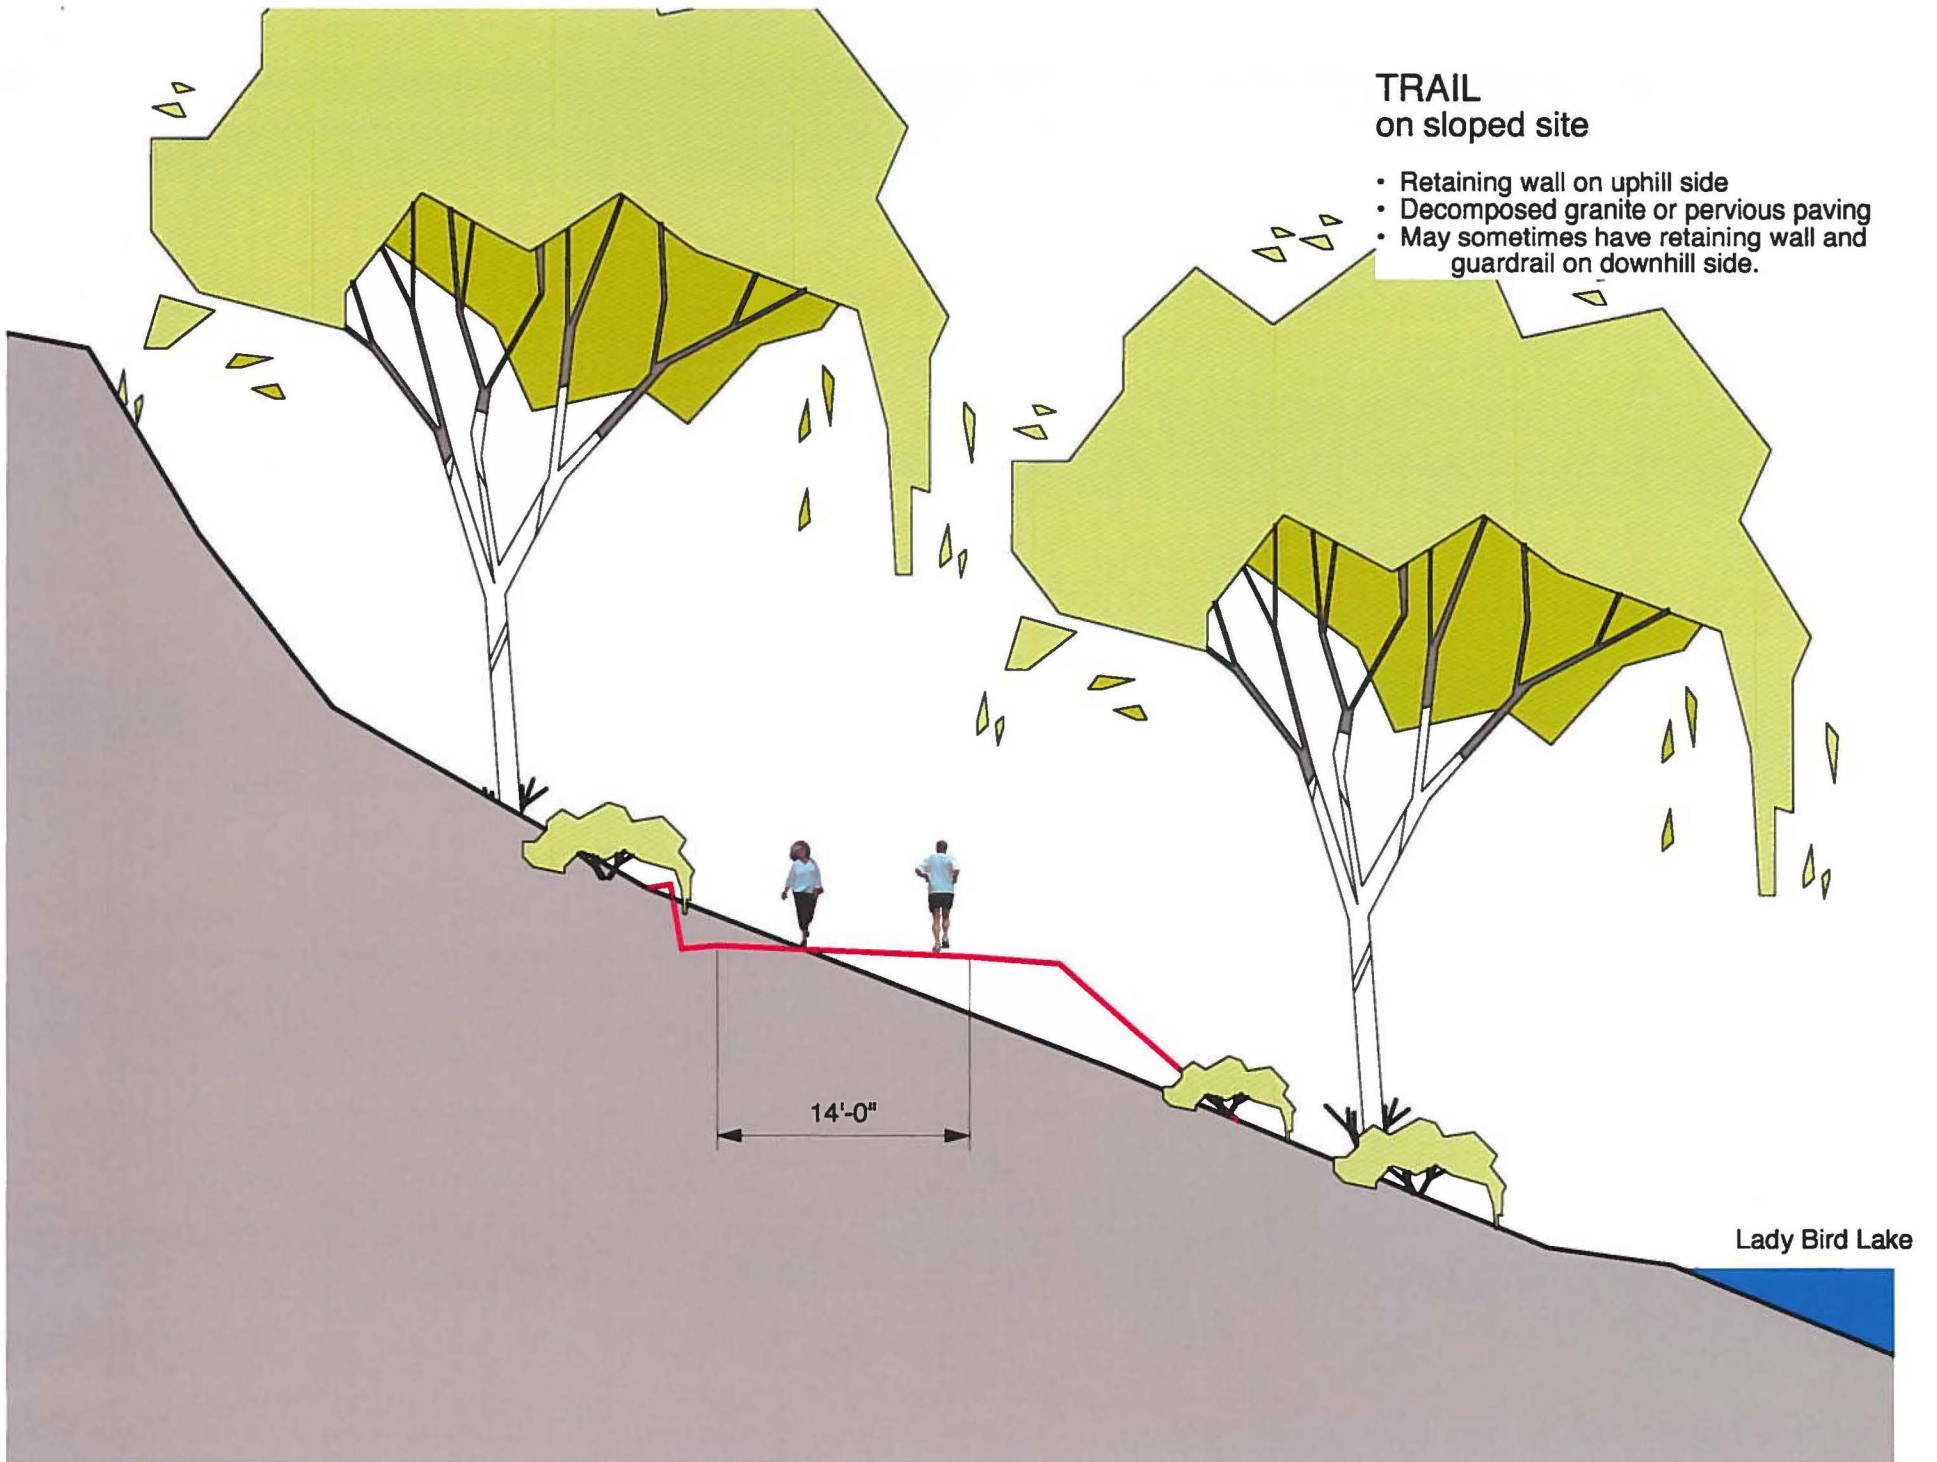 TRAIL
on sloped site
• Retaining wall on uphill side
• Decomposed granite or pervious paving
• May sometimes have retaining wall and
guardrail on downhill side.
14'-0"
Lady Bird Lake